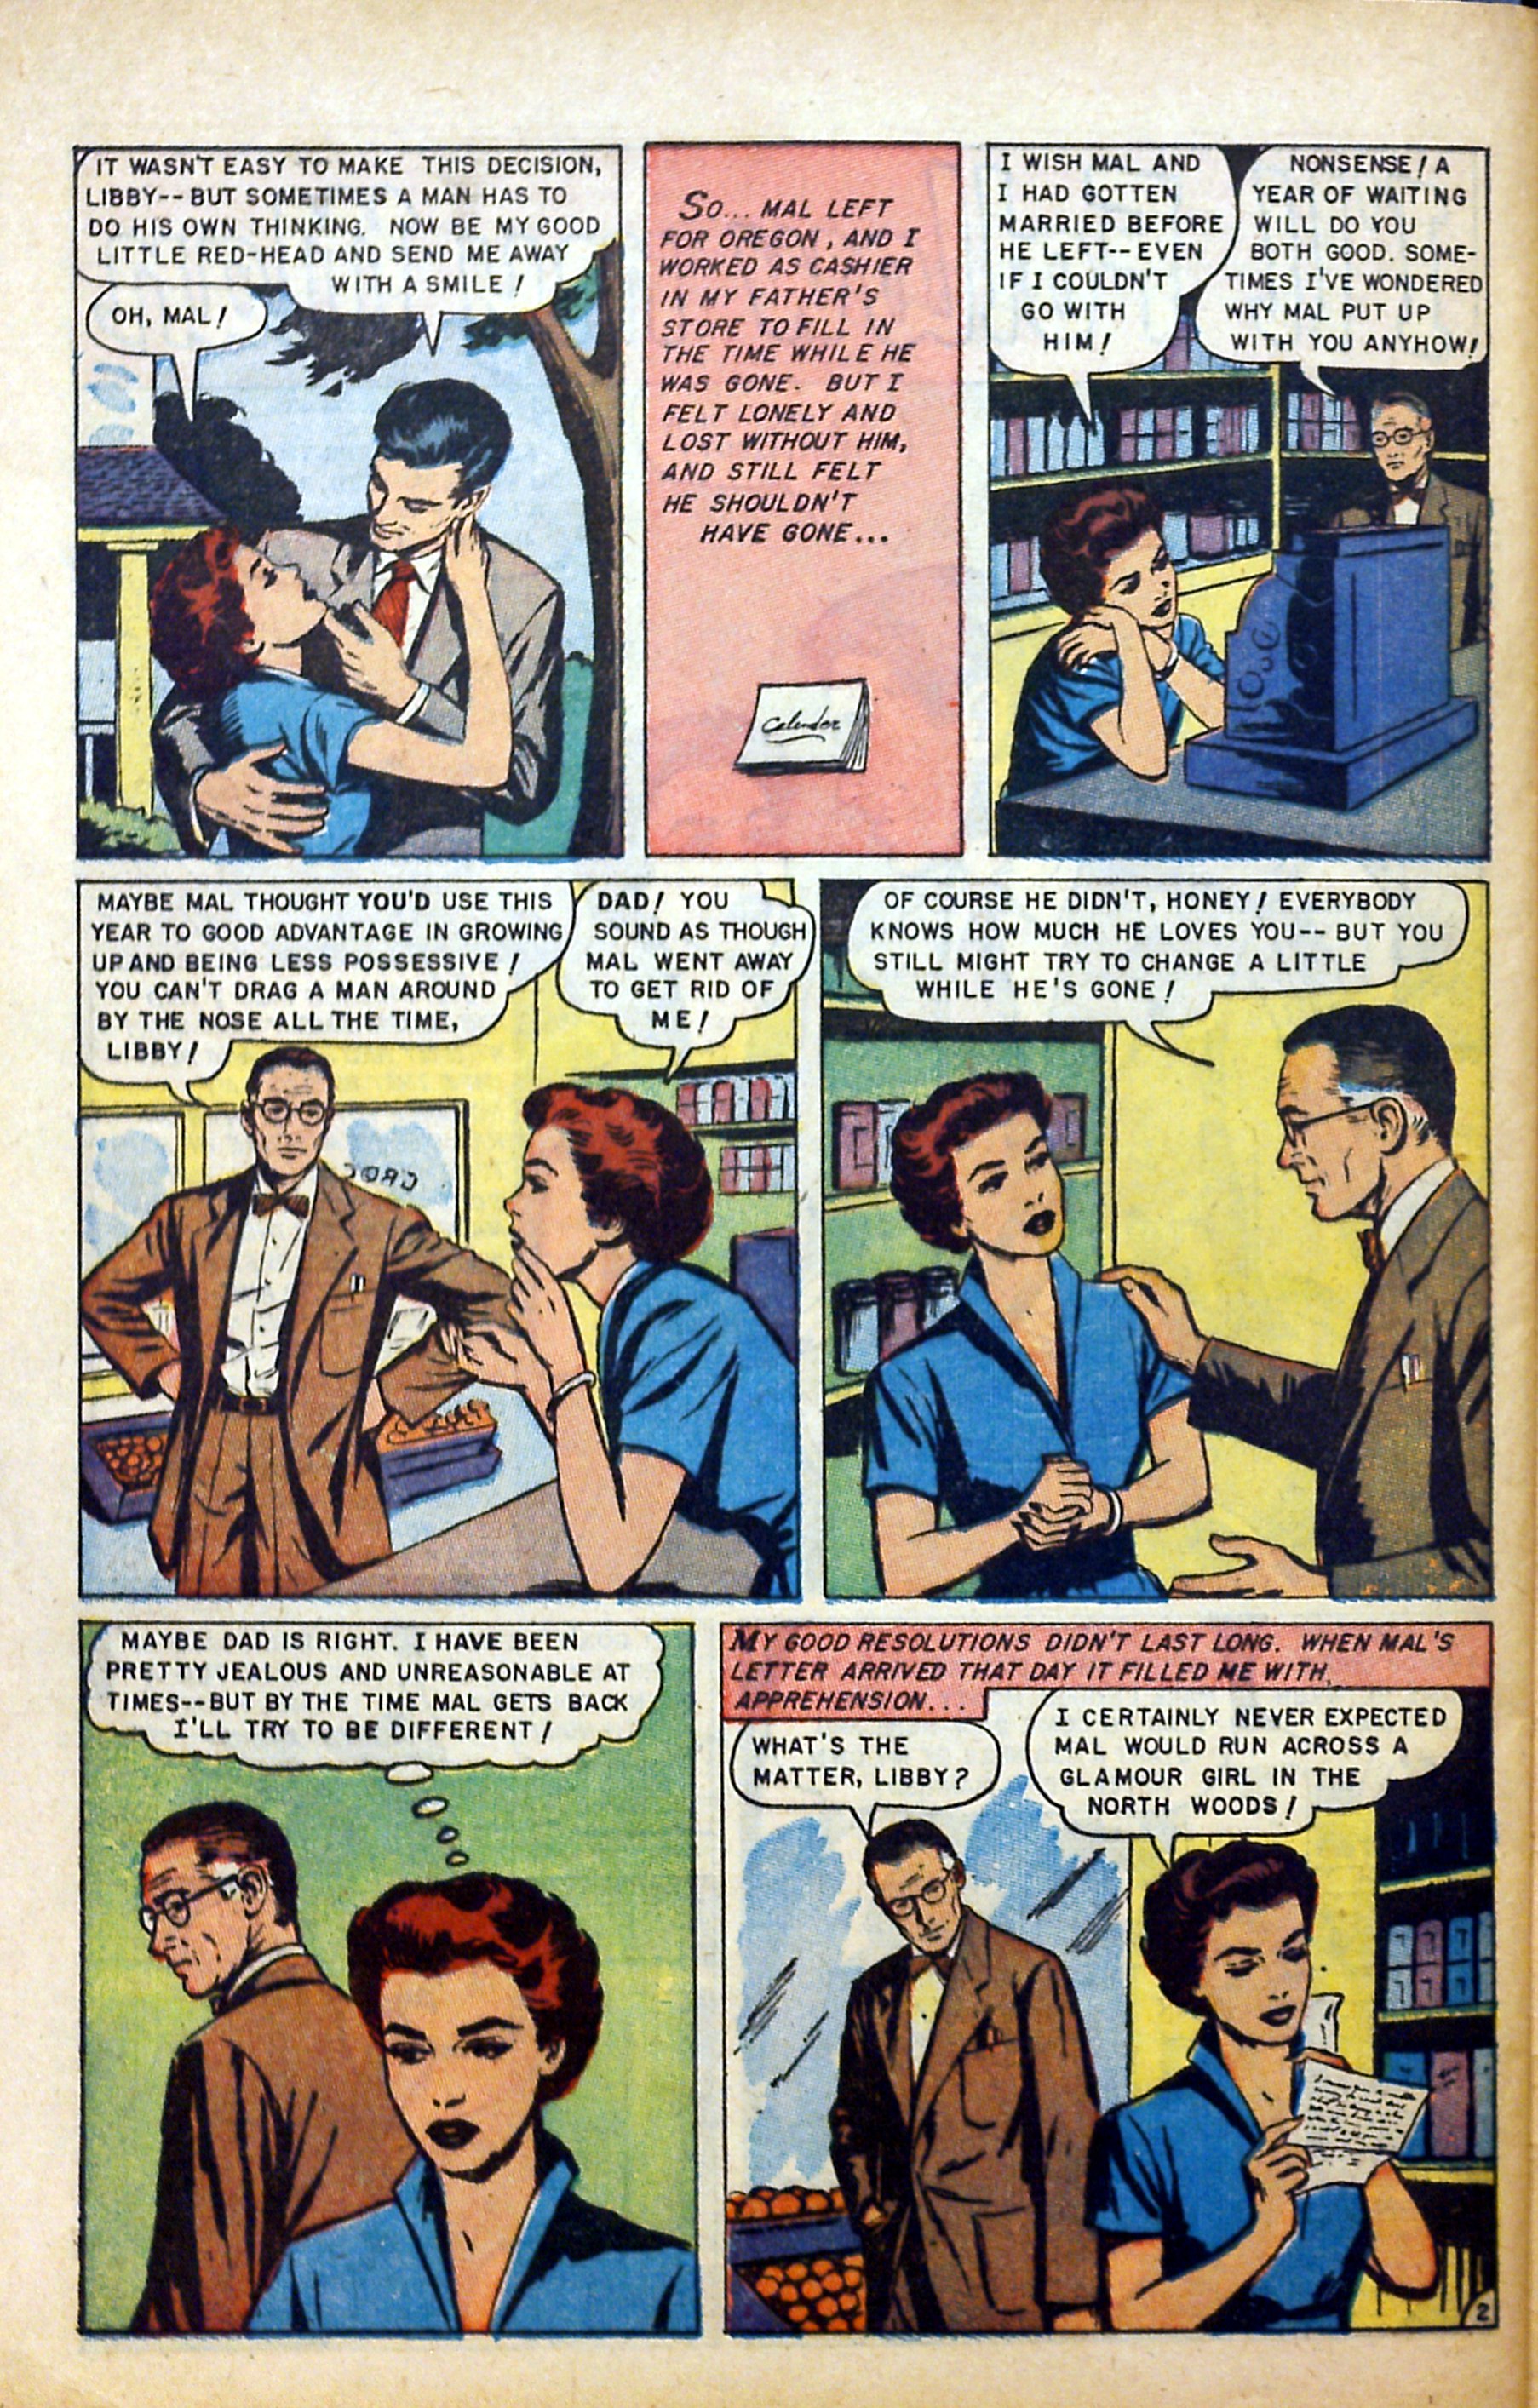 IT WASN'T EASY TO MAKE THIS DECISION,
LIBBY--BUT SOMETIMES A MAN HAS TO
DO HIS OWN THINKING. NOW BE MY GOOD
LITTLE RED-HEAD AND SEND ME AWAY
WITH A SMILE!
OH, MAL!
SO... MAL LEFT
FOR OREGON, AND I
WORKED AS CASHIER
IN MY FATHER'S
STORE TO FILL IN
THE TIME WHILE HE
WAS GONE. BUT I
FELT LONELY AND
LOST WITHOUT HIM,
AND STILL FELT
HE SHOULDN'T
HAVE GONE...
Calender
I WISH MAL AND
I HAD GOTTEN
MARRIED BEFORE
HE LEFT--EVEN
IF I COULDN'T
GO WITH
HIM!
NONSENSE! A
YEAR OF WAITING
WILL DO YOU
BOTH GOOD. SOME-
TIMES I'VE WONDERED
WHY MAL PUT UP
WITH YOU ANYHOW!
MAYBE MAL THOUGHT YOU'D USE THIS
YEAR TO GOOD ADVANTAGE IN GROWING
UP AND BEING LESS POSSESSIVE!
YOU CAN'T DRAG A MAN AROUND
BY THE NOSE ALL THE TIME,
LIBBY!
DAD! YOU
SOUND AS THOUGH
MAL WENT AWAY
TO GET RID OF
ME!
OF COURSE HE DIDN'T, HONEY! EVERYBODY
KNOWS HOW MUCH HE LOVES YOU--BUT YOU
STILL MIGHT TRY TO CHANGE A LITTLE
WHILE HE'S GONE!
MAYBE DAD IS RIGHT. I HAVE BEEN
PRETTY JEALOUS AND UNREASONABLE AT
TIMES--BUT BY THE TIME MAL GETS BACK
I'LL TRY TO BE DIFFERENT!
MY GOOD RESOLUTIONS DIDN'T LAST LONG. WHEN MAL'S
LETTER ARRIVED THAT DAY IT FILLED ME WITH
APPREHENSION...
WHAT'S THE
MATTER, LIBBY?
I CERTAINLY NEVER EXPECTED
MAL WOULD RUN ACROSS A
GLAMOUR GIRL IN THE
NORTH WOODS!
2